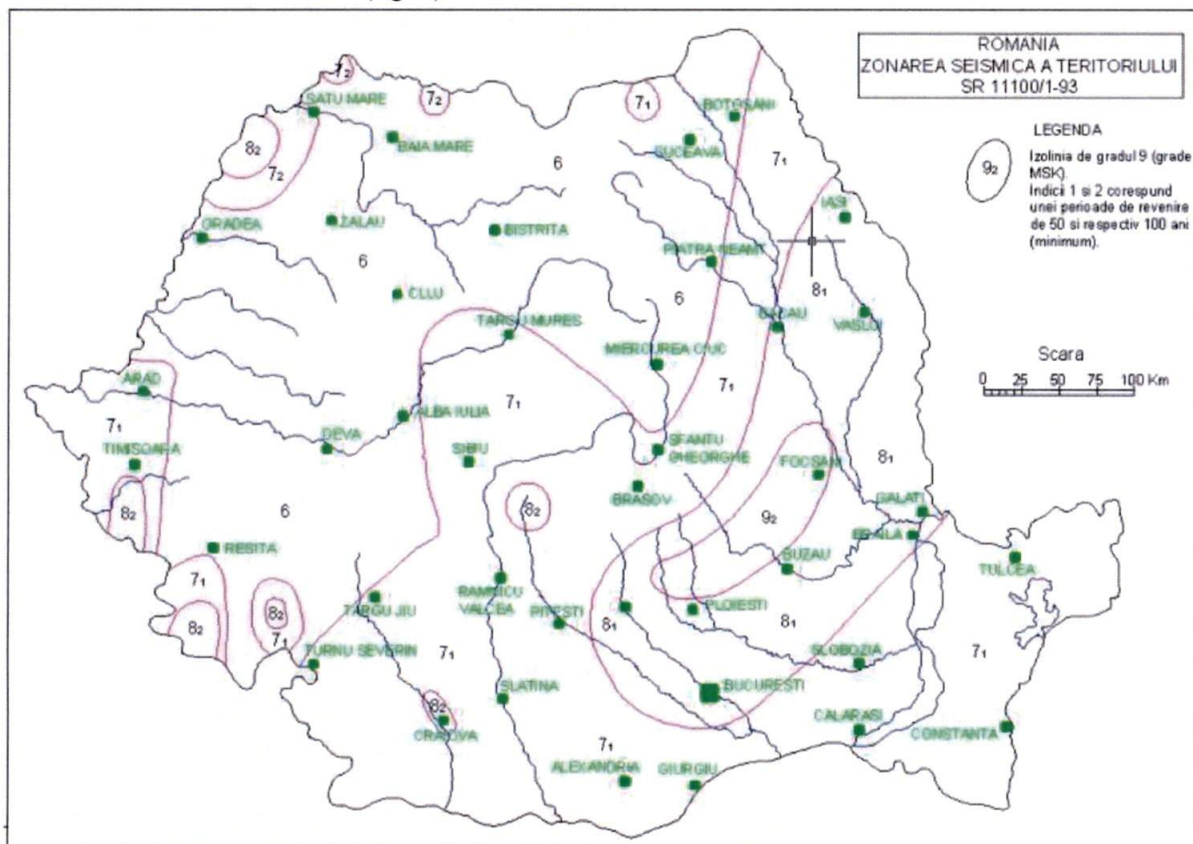 ROMANIA
ZONAREA SEISMICA A TERITORIULUI
SR 11100/1-93
LEGENDA
9₂
Izolinia de gradul 9 (grade
MSK).
Indicii 1 si 2 corespund
unei perioade de revenire
de 50 si respectiv 100 ani
(minimum).
Scara
0 25 50 75 100 Km
7₂
SATU MARE
7₂
7₁
BOTOSANI
BAIA MARE
SUCEAVA
8₂
7₂
6
7₁
IASI
ORADEA
ZALAU
BISTRITA
PIATRA NEAMT
6
CLUJ
6
8₁
BACAU
VASLUI
TARGU MURES
MIERCUREA CIUC
ARAD
7₁
7₁
ALBA IULIA
7₁
TIMISOARA
DEVA
SIBIU
SFANTU
GHEORGHE
FOCSANI
8₁
BRASOV
8₂
6
8₂
9₂
GALATI
BRAILA
RESITA
BUZAU
TULCEA
7₁
8₂
8₂
7₁
TARGU JIU
RAMNICU
VALCEA
PITESTI
8₁
PLOIESTI
8₁
TURNU SEVERIN
7₁
SLOBOZIA
7₁
8₂
CRAIOVA
SLATINA
BUCURESTI
CALARASI
CONSTANTA
7₁
ALEXANDRIA
GIURGIU